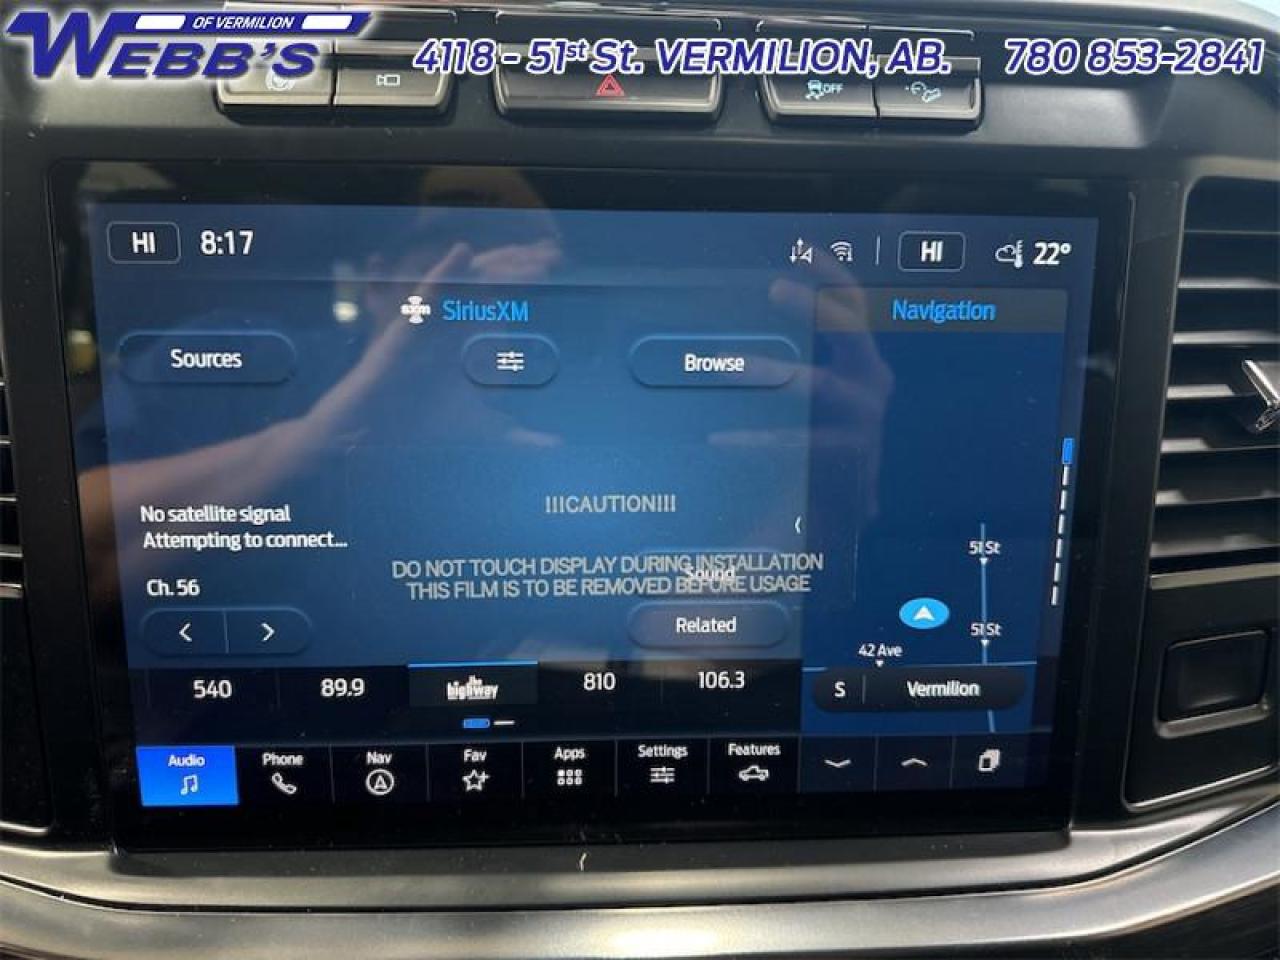 WEBB'S
OF VERMILION
4118 - 51st St. VERMILION, AB. 780 853-2841
OFF
HI 8:17
HI 22°
sxm SiriusXM
Navigation
Sources
Browse
!!!CAUTION!!!
No satellite signal
Attempting to connect...
DO NOT TOUCH DISPLAY DURING INSTALLATION
THIS FILM IS TO BE REMOVED BEFORE USAGE
Sound
51 St
Ch. 56
Related
51 St
42 Ave
540 89.9 the highway 810 106.3
S Vermilion
Audio Phone Nav Fav Apps Settings Features